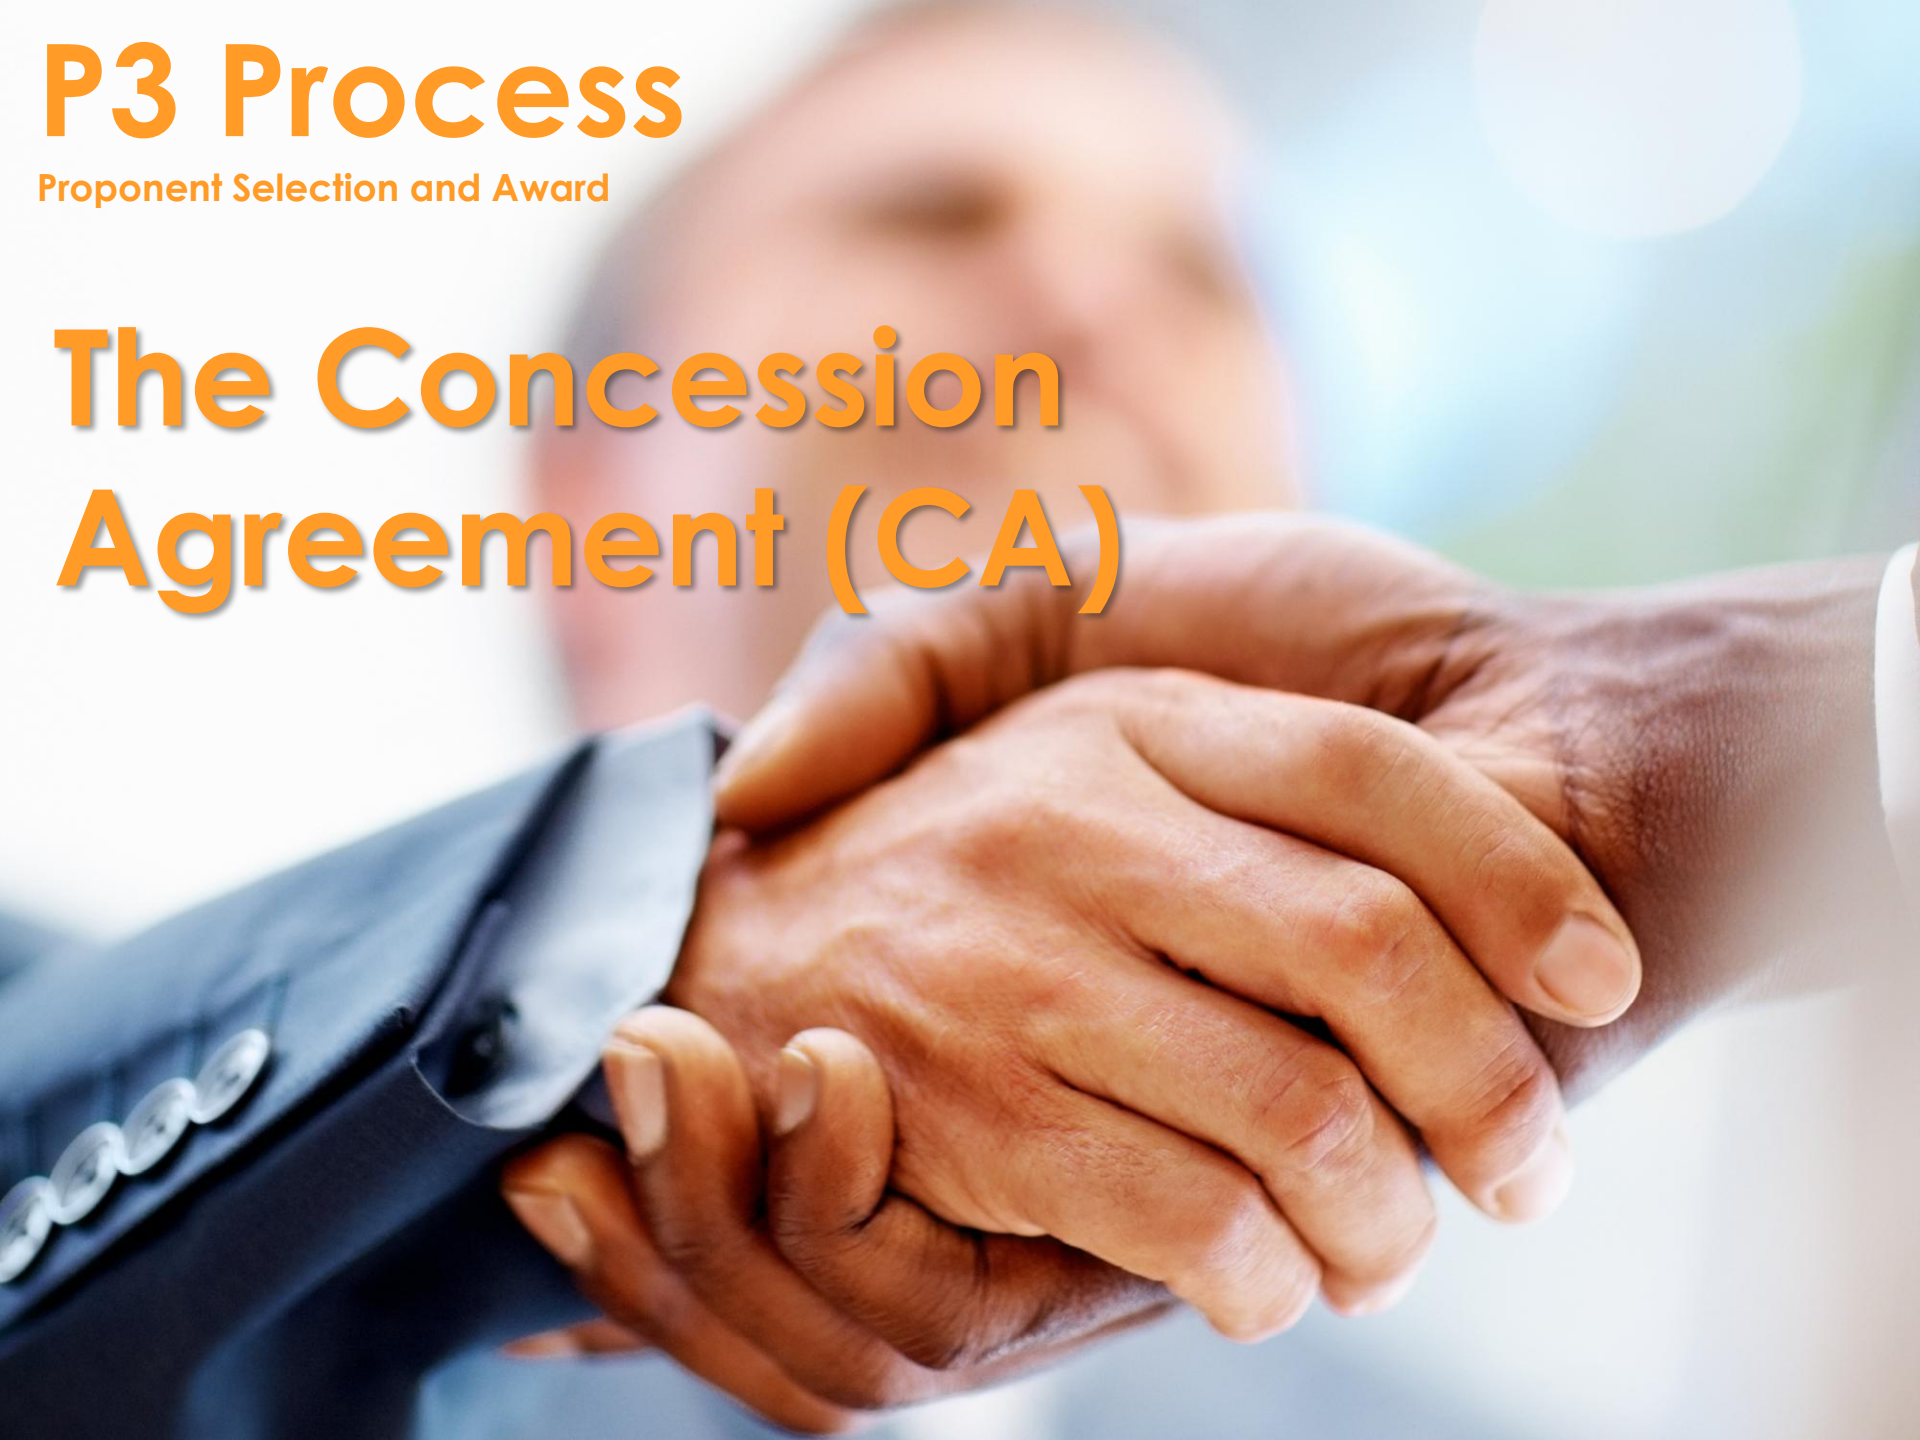 P3 Process
Proponent Selection and Award
The Concession
Agreement (CA)